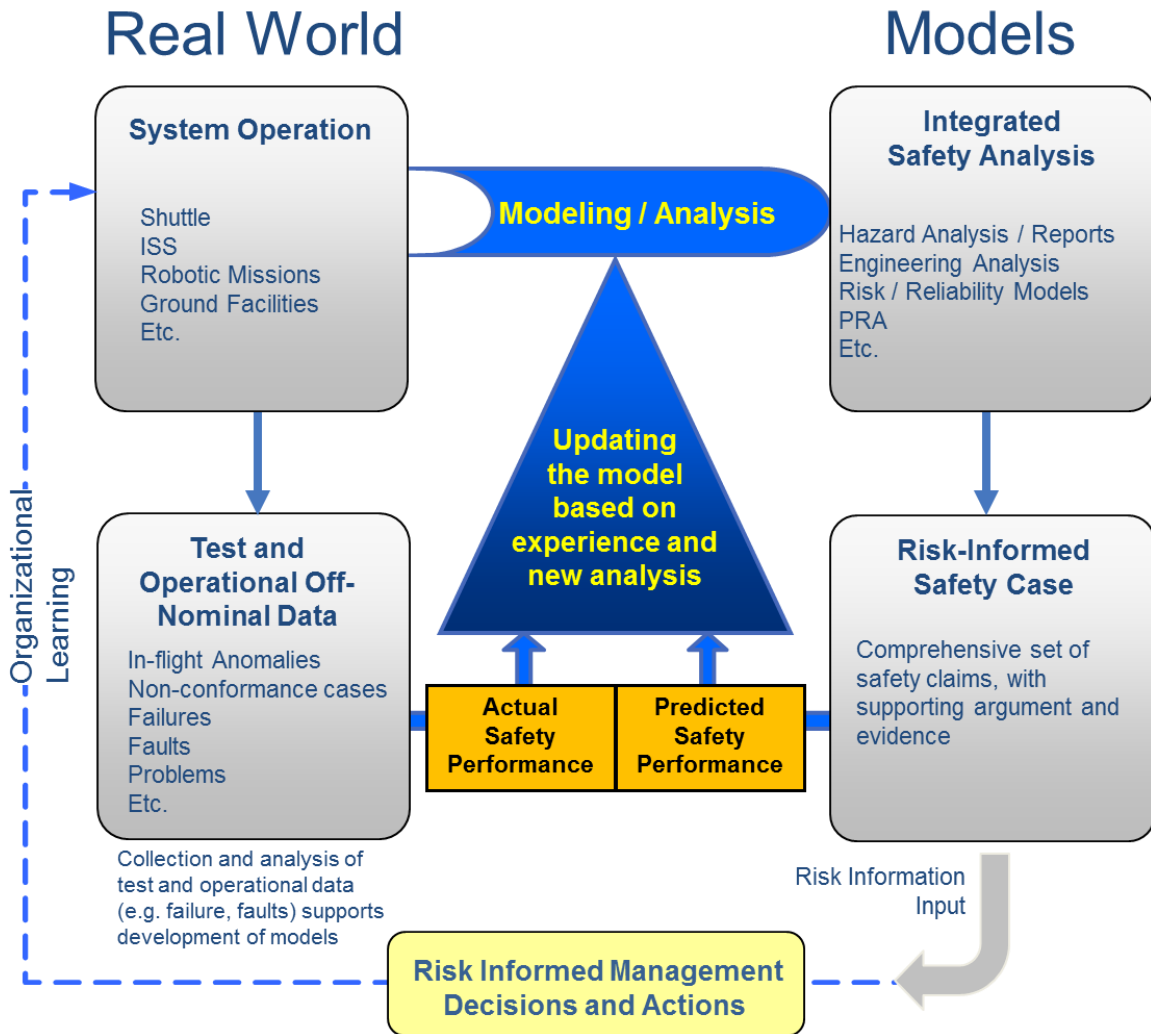 Real World
Models
System Operation
Shuttle
ISS
Robotic Missions
Ground Facilities
Etc.
Modeling / Analysis
Integrated
Safety Analysis
Hazard Analysis / Reports
Engineering Analysis
Risk / Reliability Models
PRA
Etc.
Updating
the model
based on
experience and
new analysis
Organizational
Learning
Test and
Operational Off-
Nominal Data
In-flight Anomalies
Non-conformance cases
Failures
Faults
Problems
Etc.
Actual
Safety
Performance
Predicted
Safety
Performance
Risk-Informed
Safety Case
Comprehensive set of
safety claims, with
supporting argument and
evidence
Collection and analysis of
test and operational data
(e.g. failure, faults) supports
development of models
Risk Information
Input
Risk Informed Management
Decisions and Actions